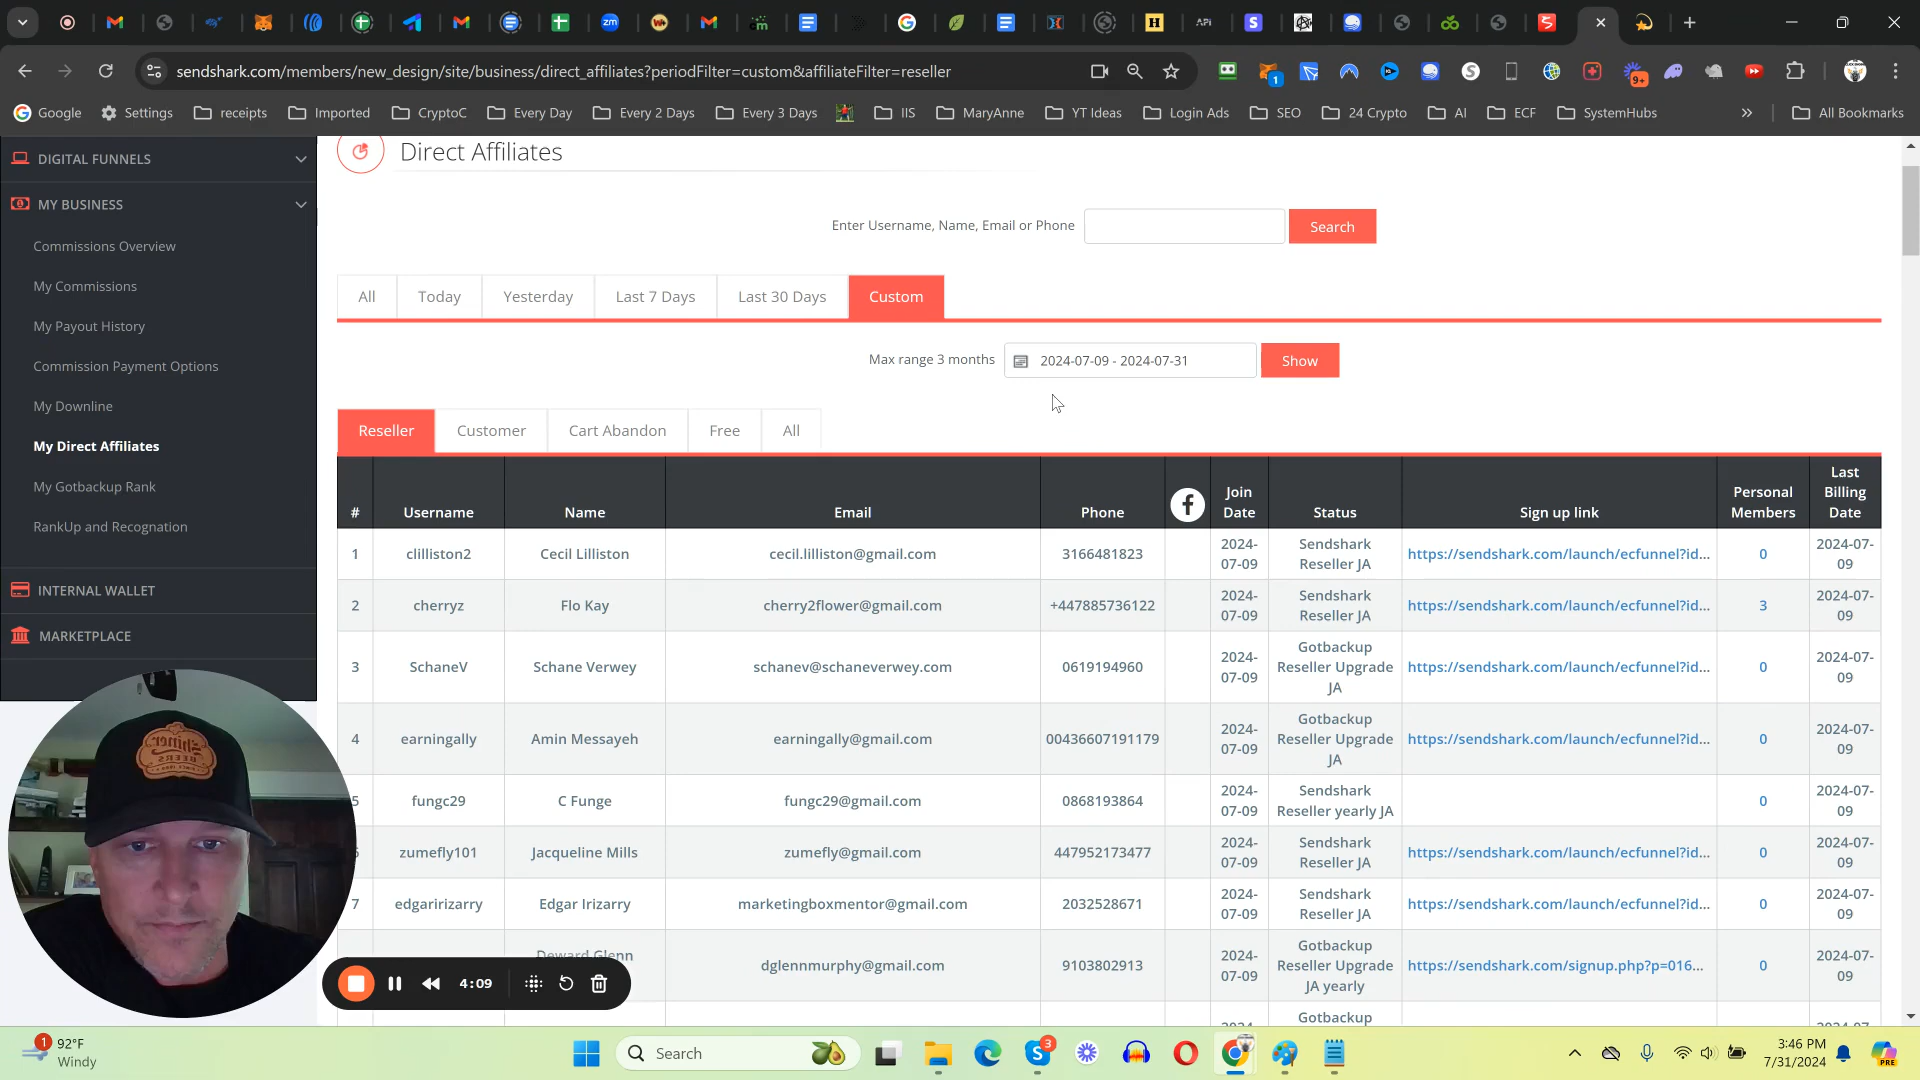 sendshark.com/members/new_design/site/business/direct_affiliates?periodFilter=custom&affiliateFilter=reseller
Google Settings receipts Imported CryptoC Every Day Every 2 Days Every 3 Days IIS MaryAnne YT Ideas Login Ads SEO 24 Crypto AI ECF SystemHubs » All Bookmarks
DIGITAL FUNNELS
MY BUSINESS
Commissions Overview
My Commissions
My Payout History
Commission Payment Options
My Downline
My Direct Affiliates
My Gotbackup Rank
RankUp and Recognation
INTERNAL WALLET
MARKETPLACE
Direct Affiliates
Enter Username, Name, Email or Phone Search
All Today Yesterday Last 7 Days Last 30 Days Custom
Max range 3 months 2024-07-09 - 2024-07-31 Show
Reseller Customer Cart Abandon Free All
# Username Name Email Phone Join Date Status Sign up link Personal Members Last Billing Date
1 clilliston2 Cecil Lilliston cecil.lilliston@gmail.com 3166481823 2024-07-09 Sendshark Reseller JA https://sendshark.com/launch/ecfunnel?id... 0 2024-07-09
2 cherryz Flo Kay cherry2flower@gmail.com +447885736122 2024-07-09 Sendshark Reseller JA https://sendshark.com/launch/ecfunnel?id... 3 2024-07-09
3 SchaneV Schane Verwey schanev@schaneverwey.com 0619194960 2024-07-09 Gotbackup Reseller Upgrade JA https://sendshark.com/launch/ecfunnel?id... 0 2024-07-09
4 earningally Amin Messayeh earningally@gmail.com 00436607191179 2024-07-09 Gotbackup Reseller Upgrade JA https://sendshark.com/launch/ecfunnel?id... 0 2024-07-09
5 fungc29 C Funge fungc29@gmail.com 0868193864 2024-07-09 Sendshark Reseller yearly JA 0 2024-07-09
6 zumefly101 Jacqueline Mills zumefly@gmail.com 447952173477 2024-07-09 Sendshark Reseller JA https://sendshark.com/launch/ecfunnel?id... 0 2024-07-09
7 edgaririzarry Edgar Irizarry marketingboxmentor@gmail.com 2032528671 2024-07-09 Sendshark Reseller JA https://sendshark.com/launch/ecfunnel?id... 0 2024-07-09
Deward Glenn dglennmurphy@gmail.com 9103802913 2024-07-09 Gotbackup Reseller Upgrade JA yearly https://sendshark.com/signup.php?p=016... 0 2024-07-09
Gotbackup
4:09
92°F
Windy
Search
3:46 PM
7/31/2024